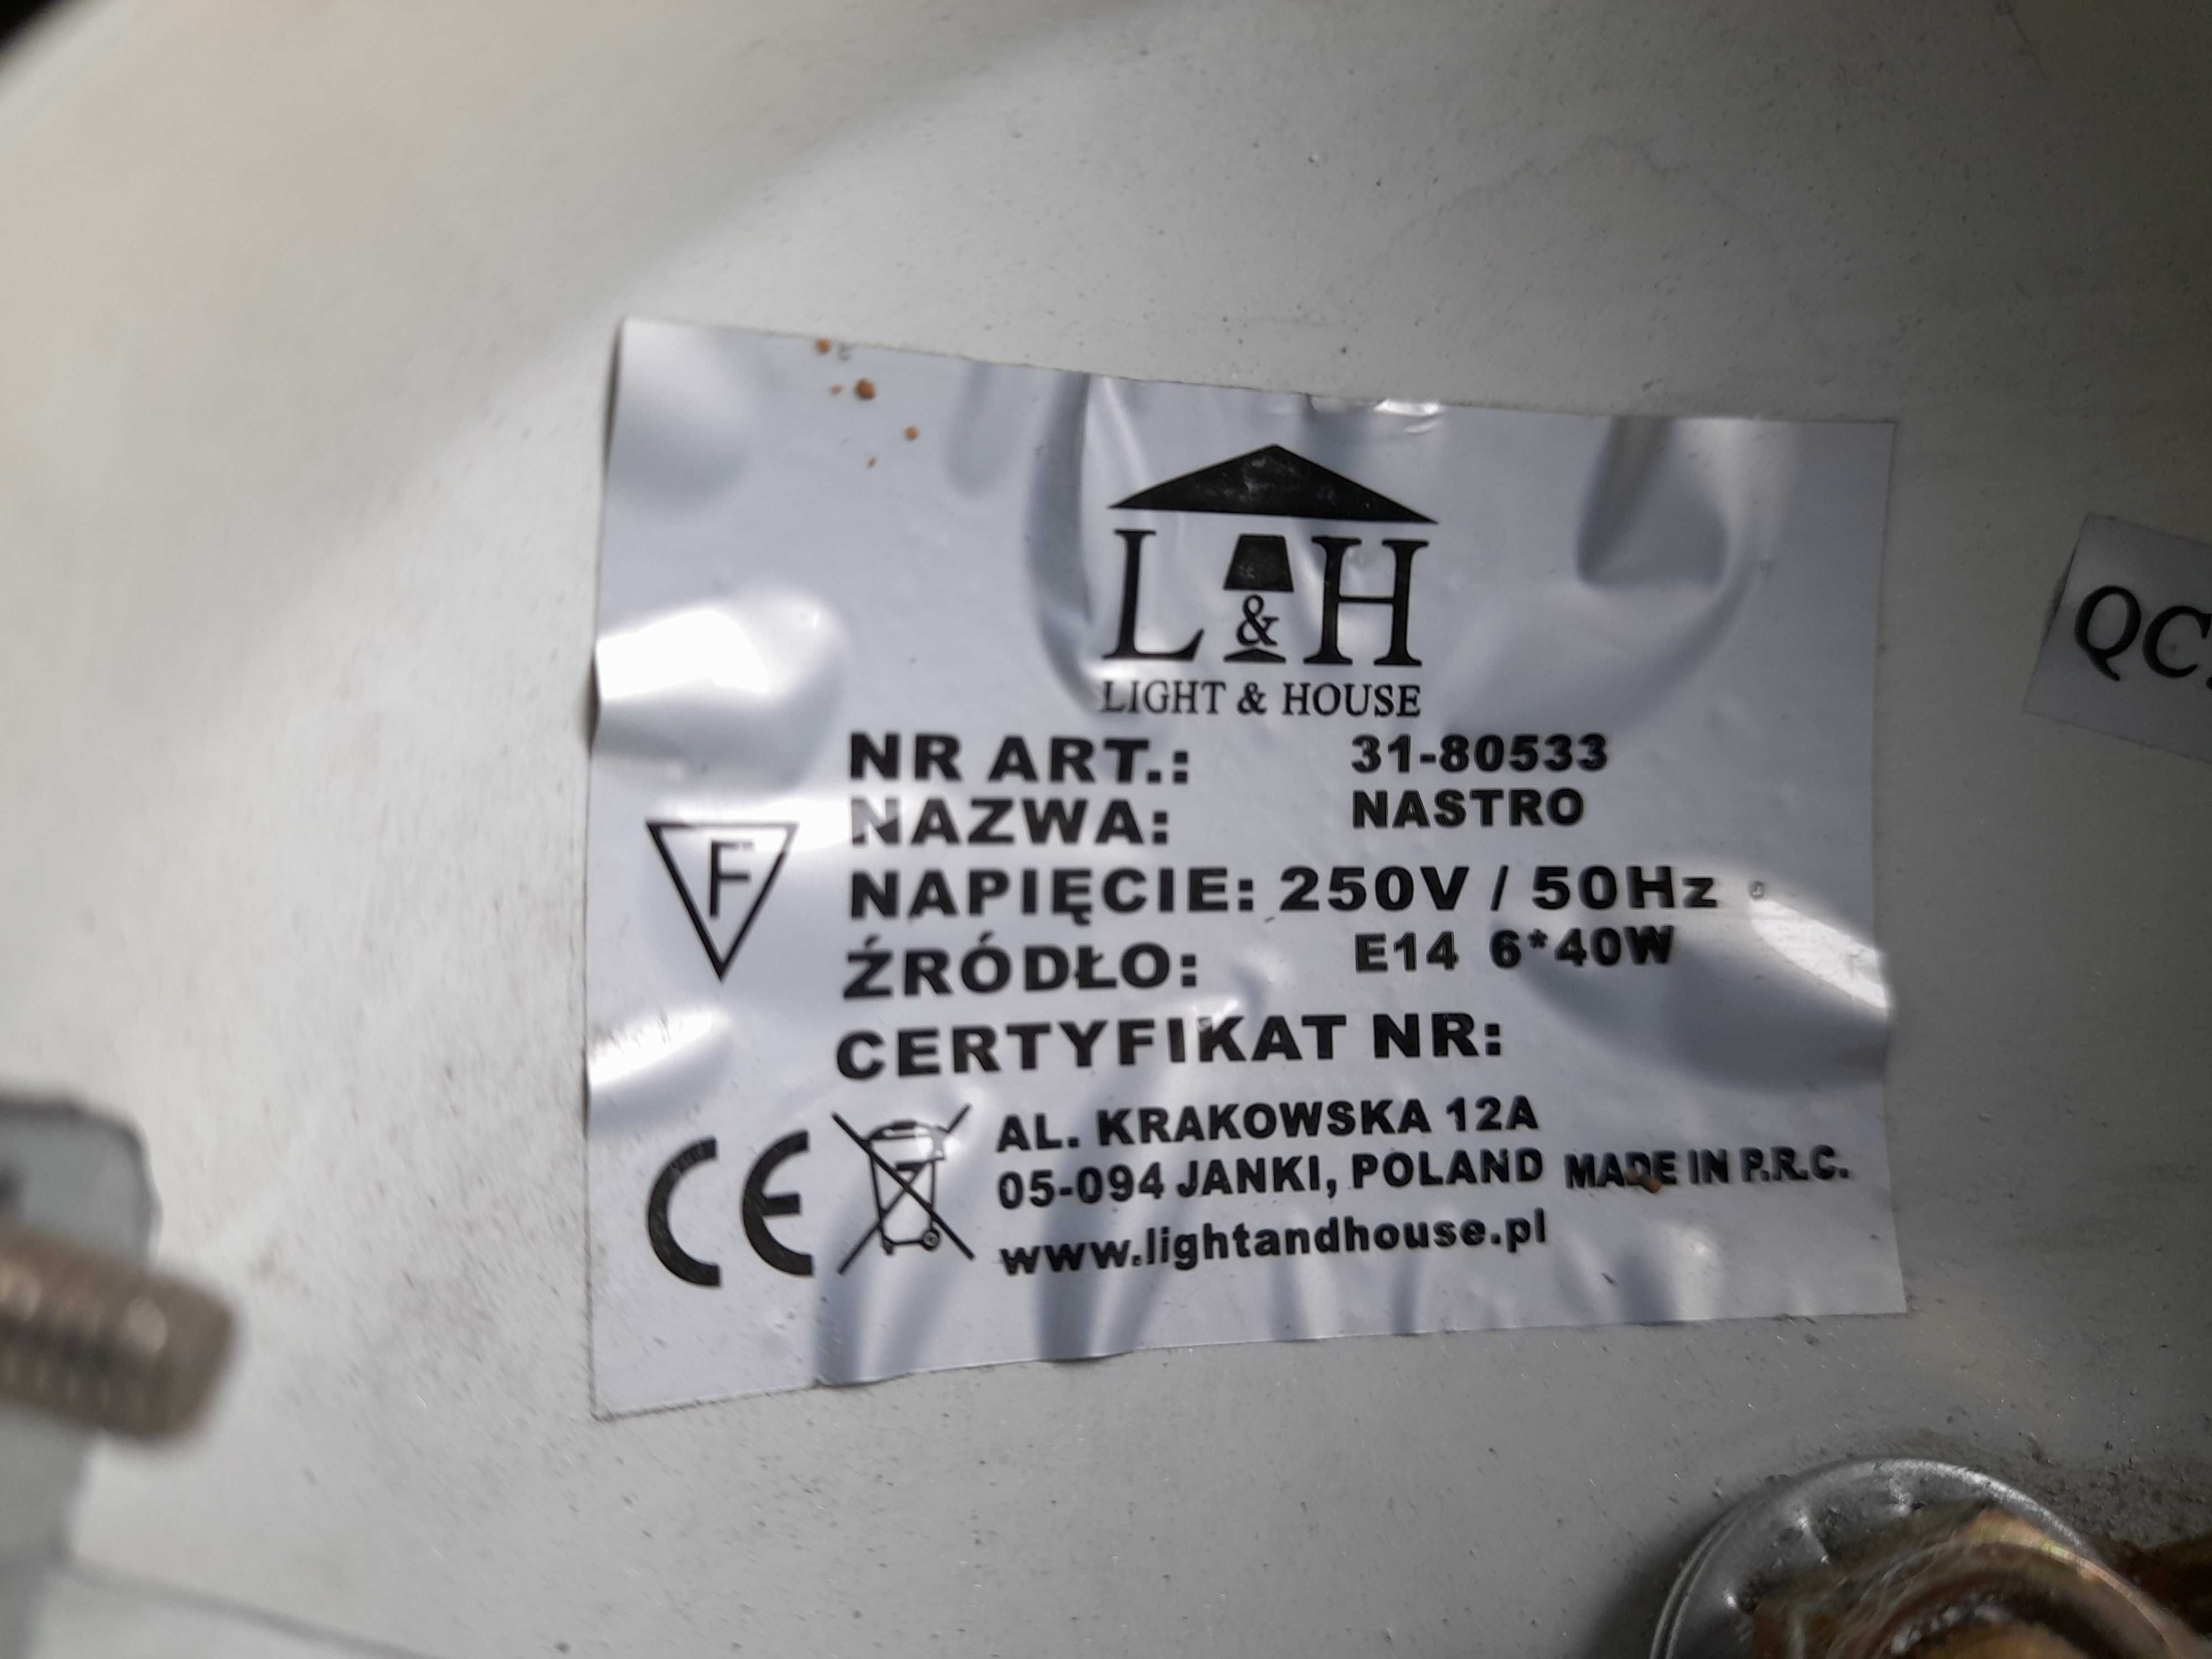 L & H
LIGHT & HOUSE
NR ART.: 31-80533
NAZWA: NASTRO
F
NAPIĘCIE: 250V / 50Hz
ŹRÓDŁO: E14 6*40W
CERTYFIKAT NR:
CE
AL. KRAKOWSKA 12A
05-094 JANKI, POLAND MADE IN P.R.C.
www.lightandhouse.pl
QC